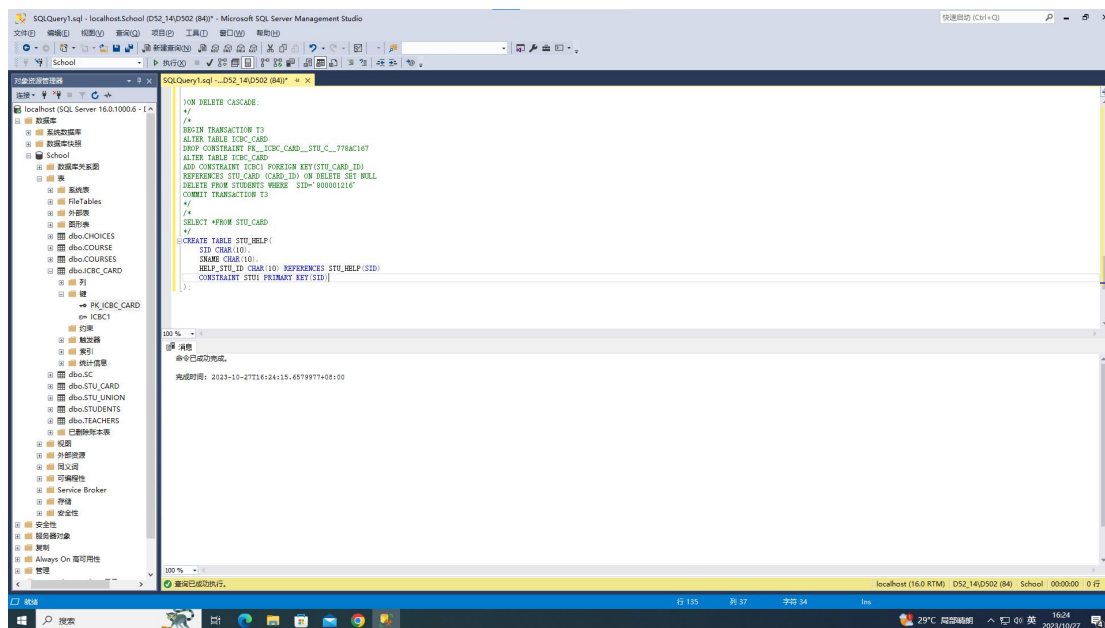 SQLQuery1.sql - localhost.School (D52_14\D502 (84))* - Microsoft SQL Server Management Studio
快速启动 (Ctrl+Q)
文件(F) 编辑(E) 视图(V) 查询(Q) 项目(P) 工具(T) 窗口(W) 帮助(H)
新建查询(N)
School 执行(X)
对象资源管理器
SQLQuery1.sql -...D52_14\D502 (84))*
连接
localhost (SQL Server 16.0.1000.6 -
数据库
系统数据库
数据库快照
School
数据库关系图
表
系统表
FileTables
外部表
图形表
dbo.CHOICES
dbo.COURSE
dbo.COURSES
dbo.ICBC_CARD
列
键
PK_ICBC_CARD
ICBC1
约束
触发器
索引
统计信息
dbo.SC
dbo.STU_CARD
dbo.STU_UNION
dbo.STUDENTS
dbo.TEACHERS
已删除账本表
视图
外部资源
同义词
可编程性
Service Broker
存储
安全性
安全性
服务器对象
复制
Always On 高可用性
管理
)ON DELETE CASCADE;
*/
/*
BEGIN TRANSACTION T3
ALTER TABLE ICBC_CARD
DROP CONSTRAINT FK__ICBC_CARD__STU_C__778AC167
ALTER TABLE ICBC_CARD
ADD CONSTRAINT ICBC1 FOREIGN KEY(STU_CARD_ID)
REFERENCES STU_CARD (CARD_ID) ON DELETE SET NULL
DELETE FROM STUDENTS WHERE SID='800001216'
COMMIT TRANSACTION T3
*/
/*
SELECT *FROM STU_CARD
*/
CREATE TABLE STU_HELP(
SID CHAR(10),
SNAME CHAR(10),
HELP_STU_ID CHAR(10) REFERENCES STU_HELP(SID)
CONSTRAINT STU1 PRIMARY KEY(SID)
);
100 %
消息
命令已成功完成。
完成时间: 2023-10-27T16:24:15.6579977+08:00
100 %
查询已成功执行。
localhost (16.0 RTM) D52_14\D502 (84) School 00:00:00 0 行
就绪
行 135 列 37 字符 34 Ins
搜索
29°C 局部晴朗 英 16:24
2023/10/27